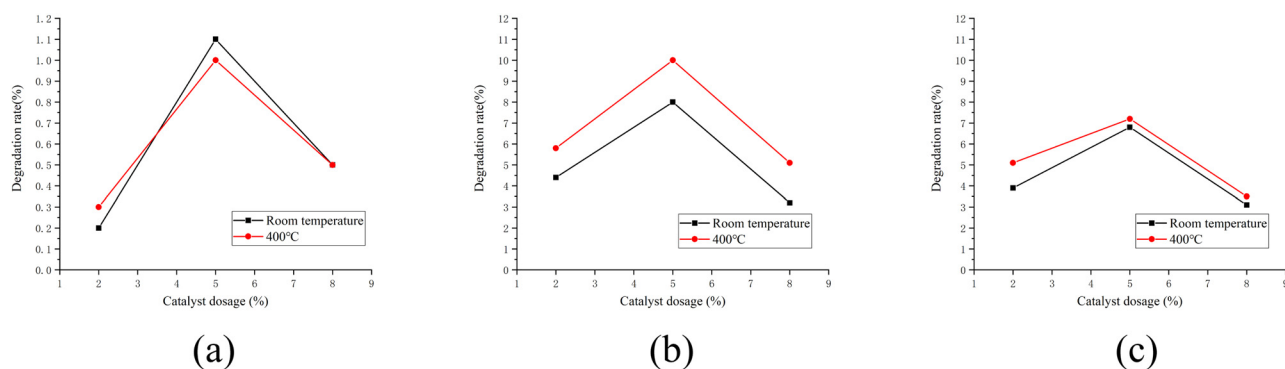 1.2
1.1
1.0
0.9
0.8
0.7
0.6
0.5
0.4
0.3
0.2
0.1
0.0
Degradation rate(%)
Room temperature
400℃
1 2 3 4 5 6 7 8 9
Catalyst dosage (%)
(a)
12
11
10
9
8
7
6
5
4
3
2
1
0
Degradation rate(%)
Room temperature
400℃
1 2 3 4 5 6 7 8 9
Catalyst dosage (%)
(b)
12
11
10
9
8
7
6
5
4
3
2
1
0
Degradation rate(%)
Room temperature
400℃
1 2 3 4 5 6 7 8 9
Catalyst dosage (%)
(c)